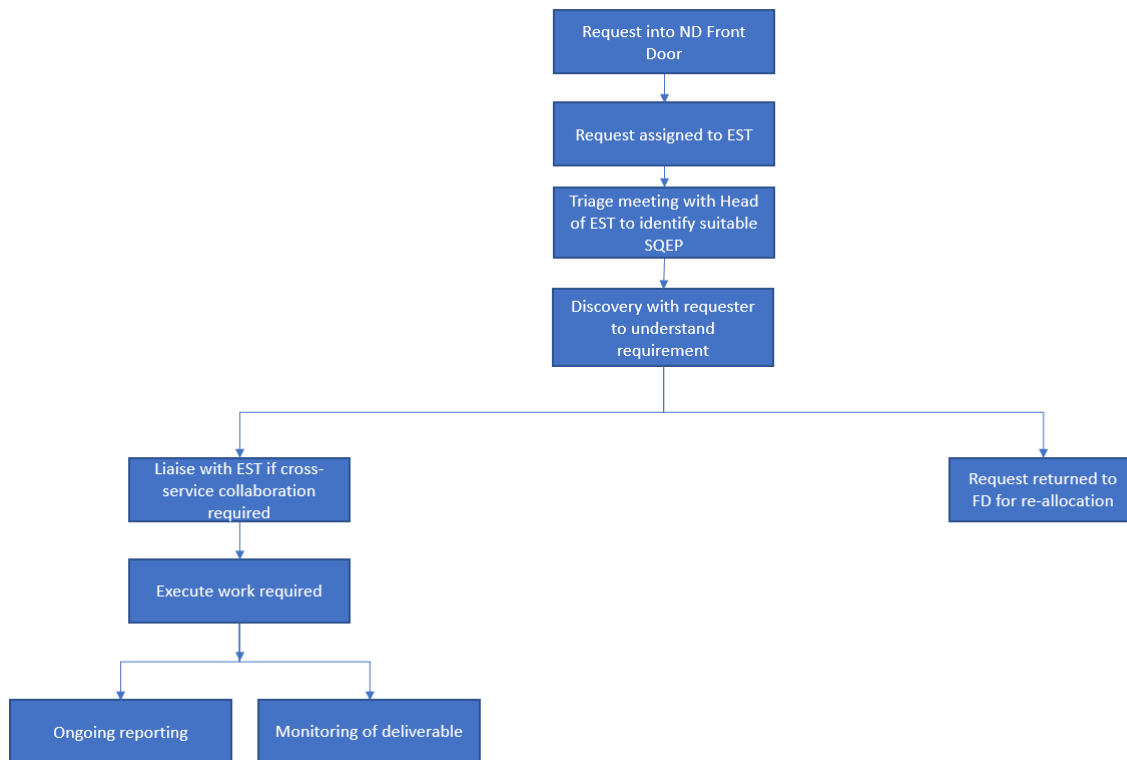 Request into ND Front
Door
Request assigned to EST
Triage meeting with Head
of EST to identify suitable
SQEP
Discovery with requester
to understand
requirement
Liaise with EST if cross-
service collaboration
required
Request returned to
FD for re-allocation
Execute work required
Ongoing reporting
Monitoring of deliverable